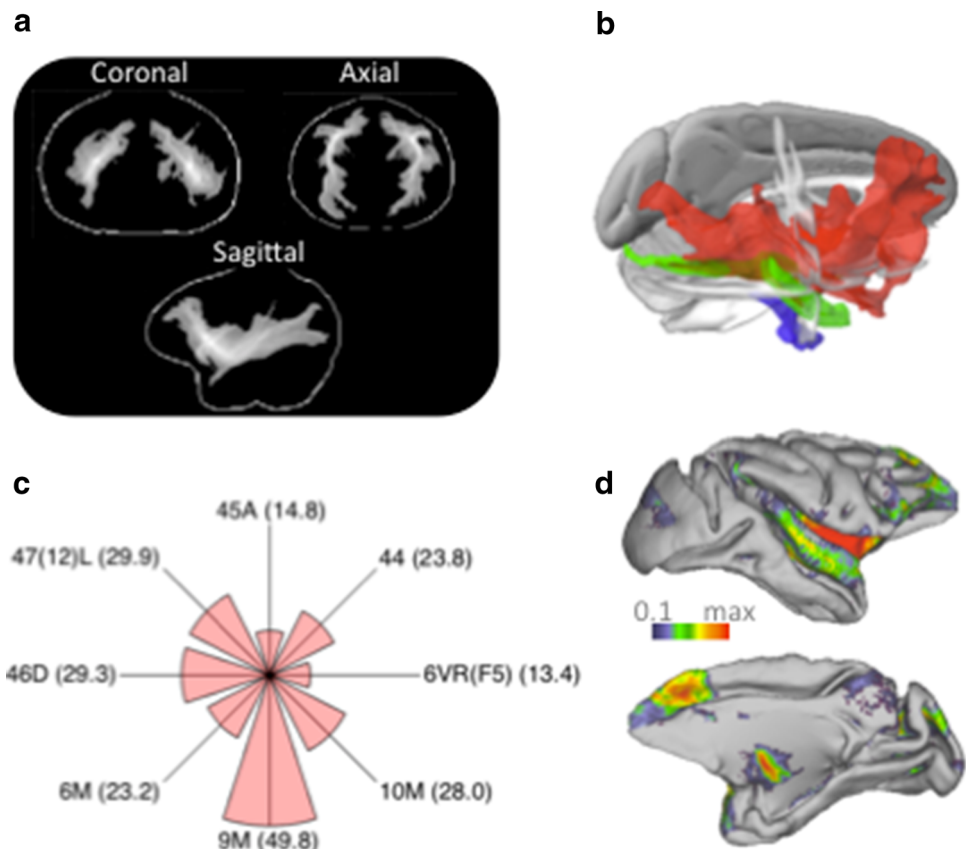 a
Coronal
Axial
Sagittal
b
c
45A (14.8)
47(12)L (29.9)
44 (23.8)
46D (29.3)
6VR(F5) (13.4)
6M (23.2)
10M (28.0)
9M (49.8)
d
0.1 max